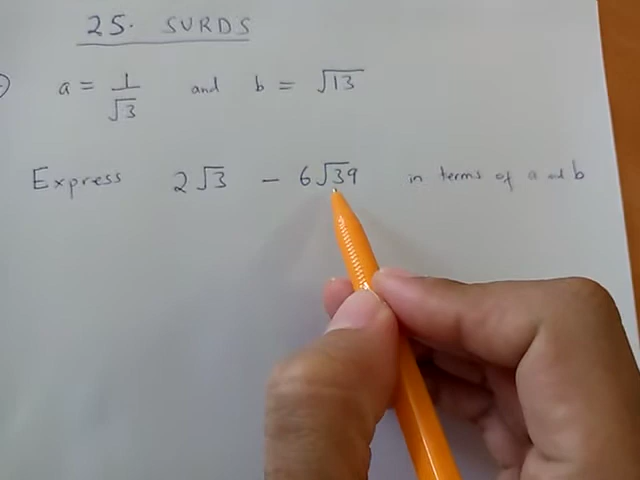 25. SURDS
a = 1/√3 and b = √13
Express 2√3 − 6√39 in terms of a and b